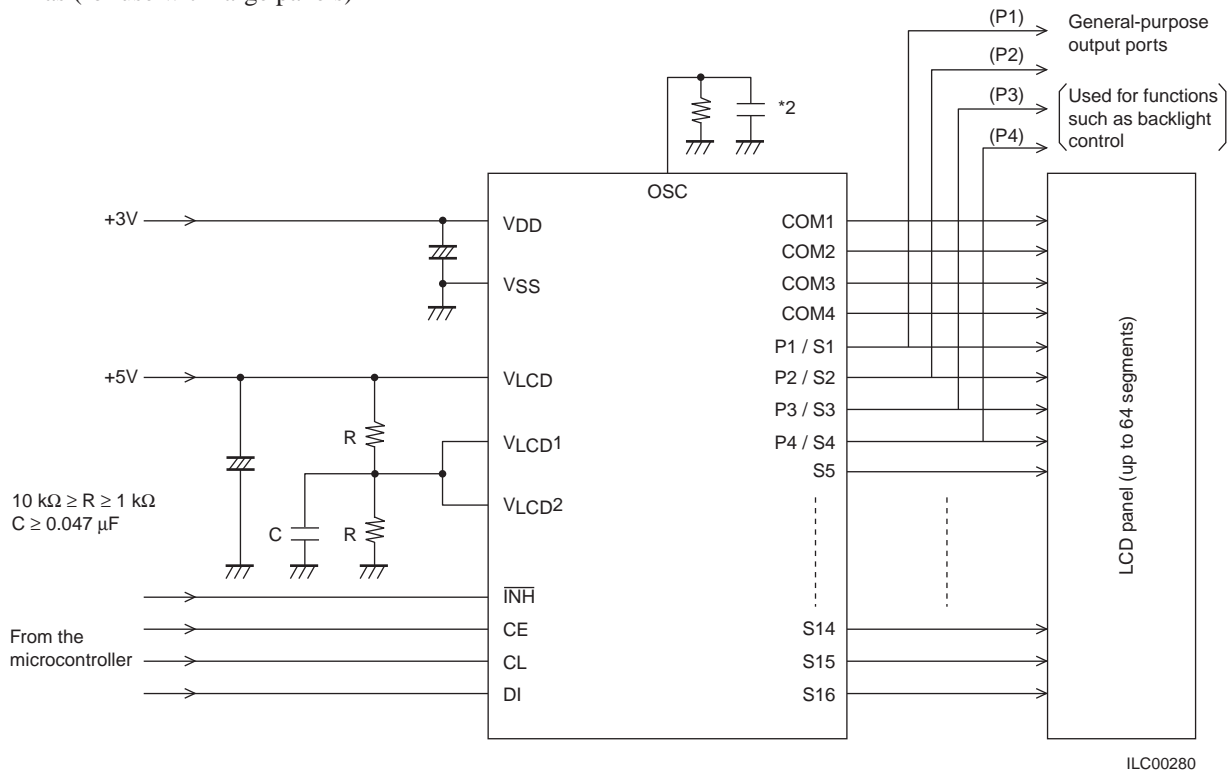 (P1)
General-purpose
output ports
(P2)
(P3)
Used for functions
such as backlight
control
(P4)
*2
OSC
+3V
VDD
VSS
+5V
VLCD
R
VLCD1
VLCD2
10 kΩ ≥ R ≥ 1 kΩ
C ≥ 0.047 μF
C
R
INH
From the
microcontroller
CE
CL
DI
COM1
COM2
COM3
COM4
P1 / S1
P2 / S2
P3 / S3
P4 / S4
S5
S14
S15
S16
LCD panel (up to 64 segments)
ILC00280